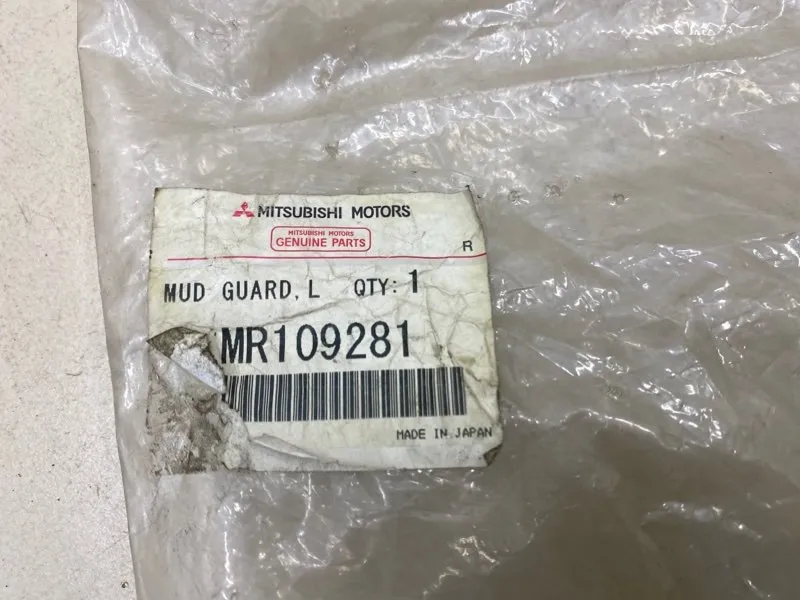 MITSUBISHI MOTORS
MITSUBISHI MOTORS
GENUINE PARTS
R
MUD GUARD, L QTY: 1
MR109281
MADE IN JAPAN